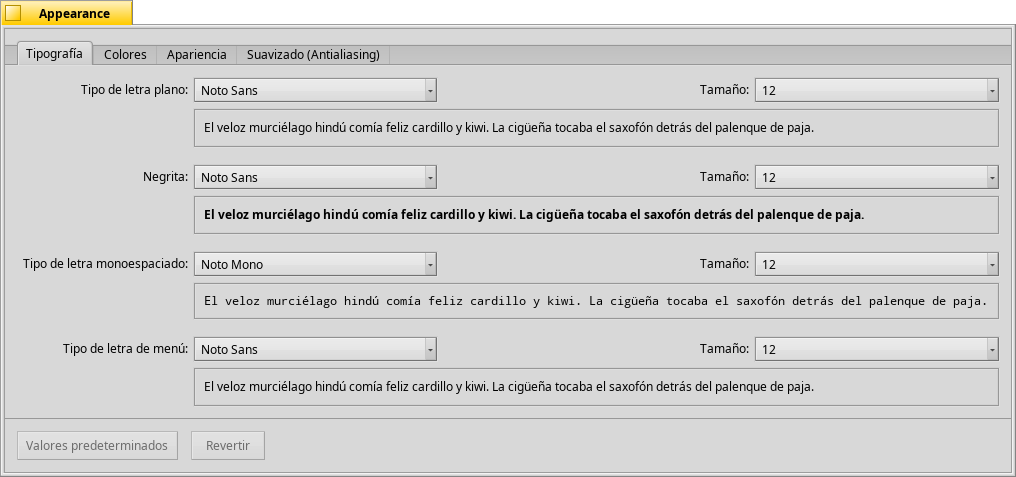 Appearance
Tipografía Colores Apariencia Suavizado (Antialiasing)
Tipo de letra plano: Noto Sans Tamaño: 12
El veloz murciélago hindú comía feliz cardillo y kiwi. La cigüeña tocaba el saxofón detrás del palenque de paja.
Negrita: Noto Sans Tamaño: 12
El veloz murciélago hindú comía feliz cardillo y kiwi. La cigüeña tocaba el saxofón detrás del palenque de paja.
Tipo de letra monoespaciado: Noto Mono Tamaño: 12
El veloz murciélago hindú comía feliz cardillo y kiwi. La cigüeña tocaba el saxofón detrás del palenque de paja.
Tipo de letra de menú: Noto Sans Tamaño: 12
El veloz murciélago hindú comía feliz cardillo y kiwi. La cigüeña tocaba el saxofón detrás del palenque de paja.
Valores predeterminados Revertir